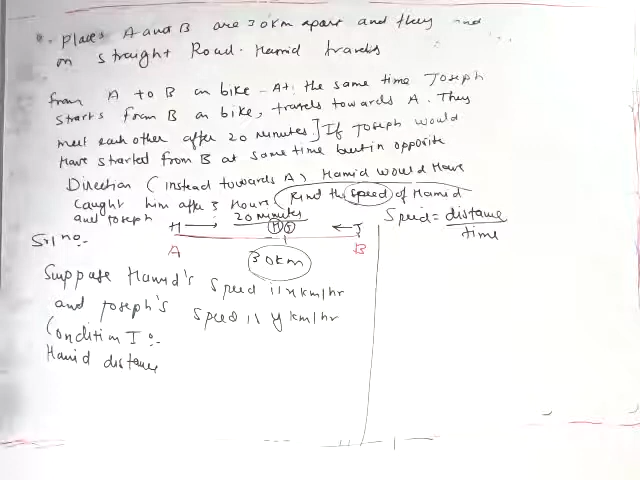 Places A and B are 30km apart and they
on straight Road. Hamid travels
from A to B on bike. At the same time Joseph
starts from B on bike, travels towards A. They
meet each other after 20 minutes] If Joseph would
Have started from B at same time but in opposite
Direction (instead towards A) Hamid would Have
Caught him after 3 Hours (Find the speed of Hamid
and Joseph
20 minutes
Speed = distance
time
H → H J ← J
A B
30km
Suppose Hamid's Speed is x km/hr
and Joseph's Speed is y km/hr
Condition I :-
Hamid distance